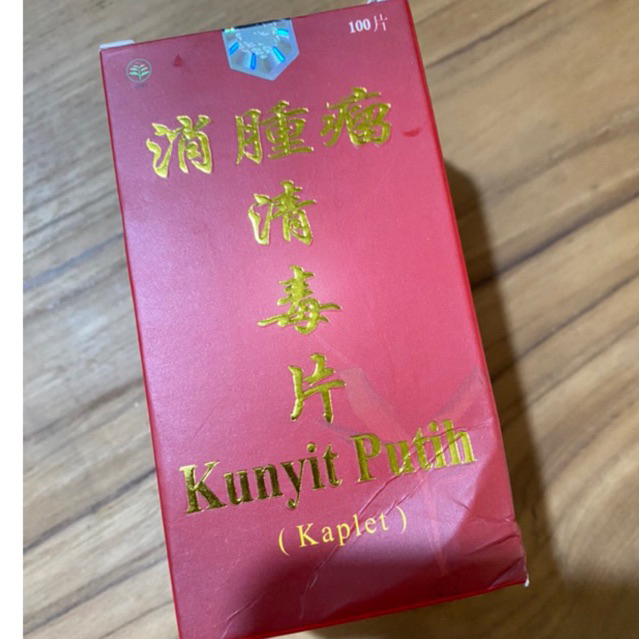 100片
消腫瘤
清
毒
片
Kunyit Putih
(Kaplet)